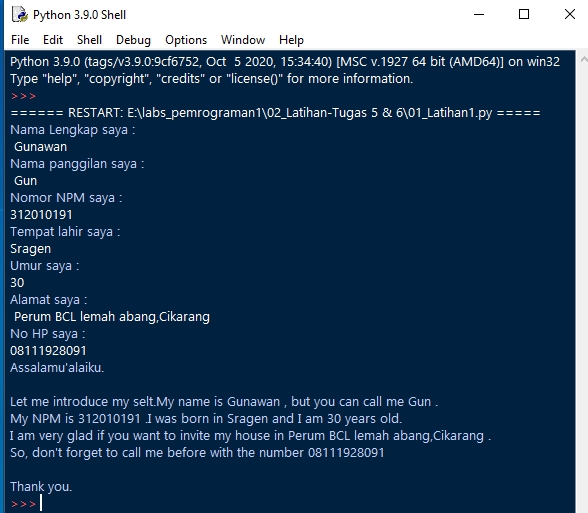 Python 3.9.0 Shell
File Edit Shell Debug Options Window Help
Python 3.9.0 (tags/v3.9.0:9cf6752, Oct  5 2020, 15:34:40) [MSC v.1927 64 bit (AMD64)] on win32
Type "help", "copyright", "credits" or "license()" for more information.
>>>
====== RESTART: E:\labs_pemrograman1\02_Latihan-Tugas 5 & 6\01_Latihan1.py =====
Nama Lengkap saya :
 Gunawan
Nama panggilan saya :
 Gun
Nomor NPM saya :
312010191
Tempat lahir saya :
Sragen
Umur saya :
30
Alamat saya :
 Perum BCL lemah abang,Cikarang
No HP saya :
08111928091
Assalamu'alaiku.

Let me introduce my selt.My name is Gunawan , but you can call me Gun .
My NPM is 312010191 .I was born in Sragen and I am 30 years old.
I am very glad if you want to invite my house in Perum BCL lemah abang,Cikarang .
So, don't forget to call me before with the number 08111928091

Thank you.
>>>